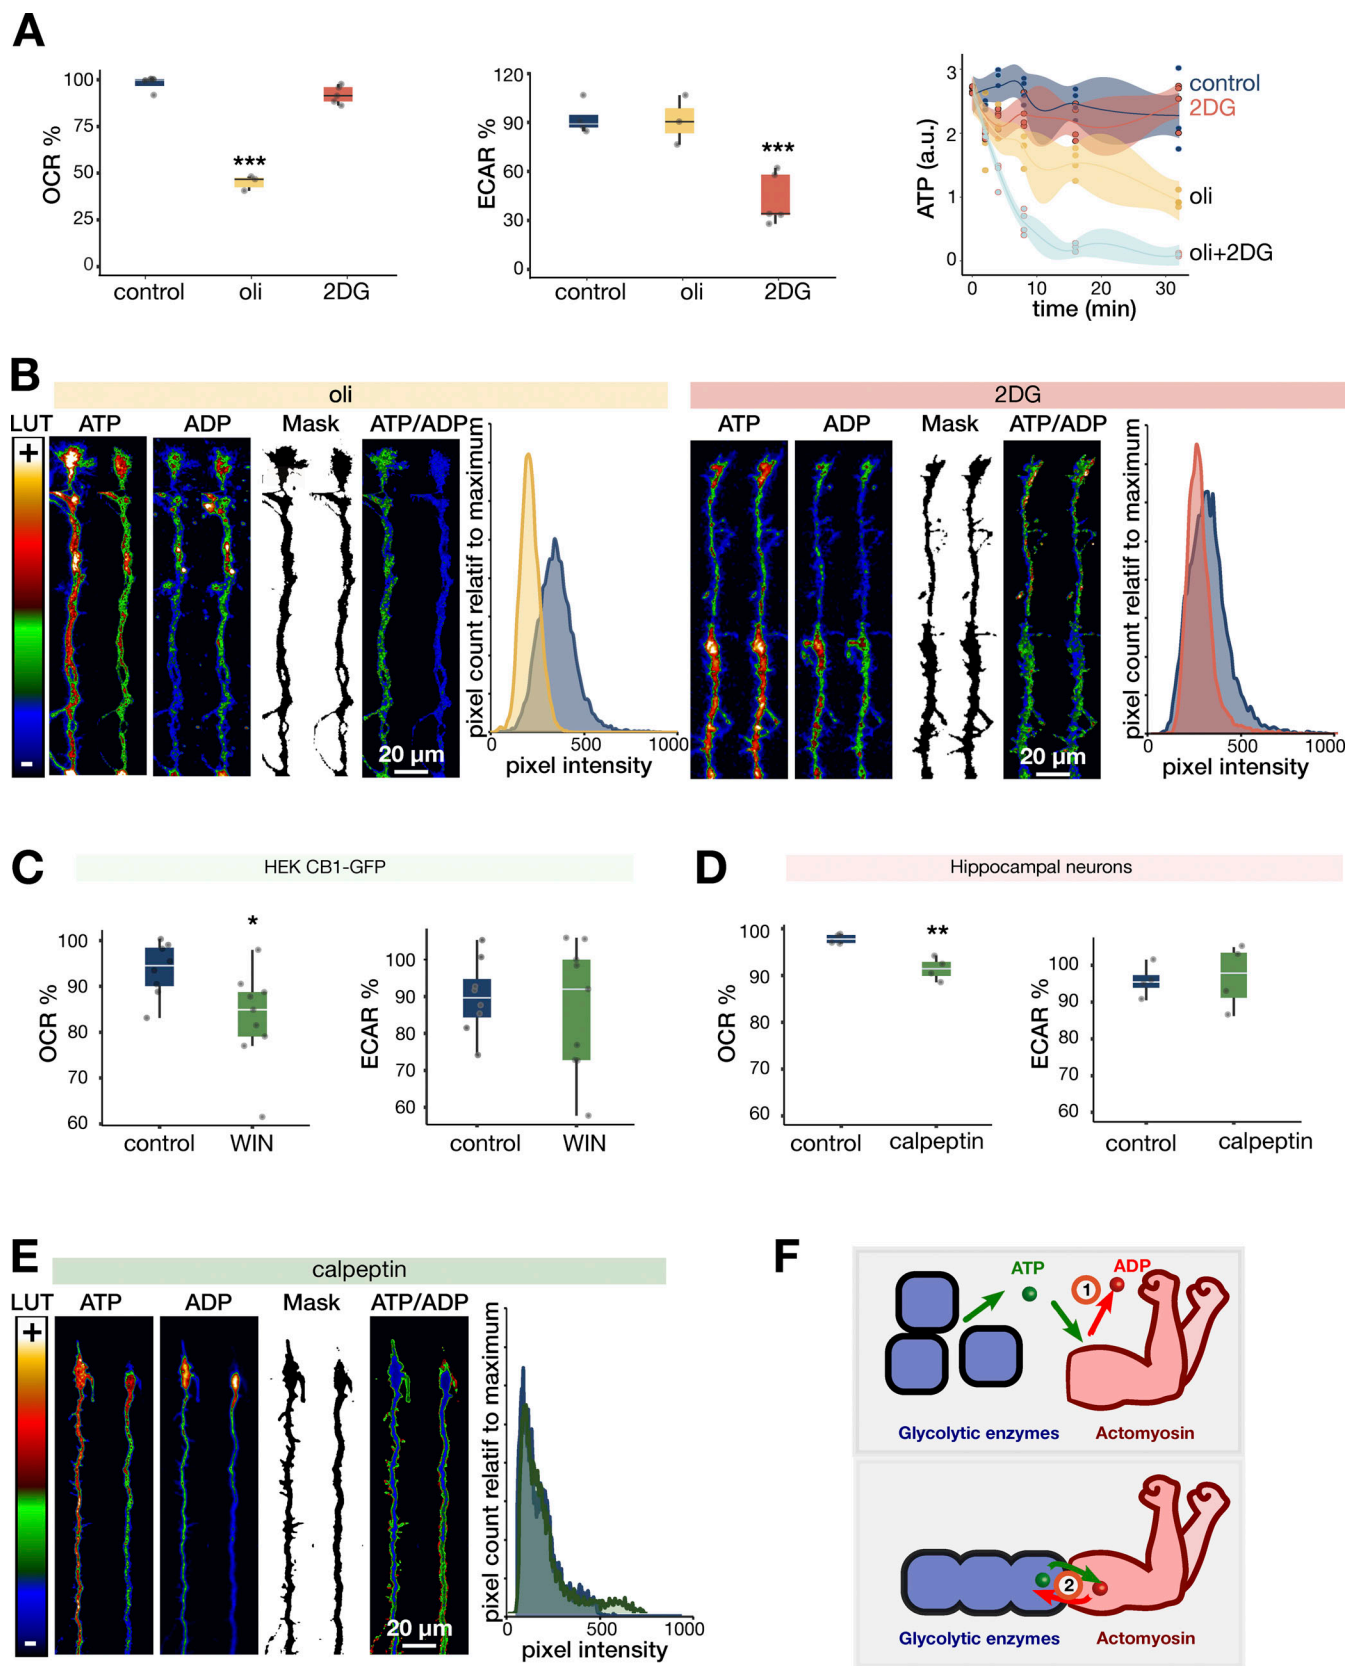 A
OCR %
100
75
50
25
0
***
control
oli
2DG
ECAR %
120
90
60
30
0
***
control
oli
2DG
ATP (a.u.)
3
2
1
0
control
2DG
oli
oli+2DG
0
10
20
30
time (min)
B
oli
LUT
ATP
ADP
Mask
ATP/ADP
+
-
20 µm
pixel count relatif to maximum
0
500
1000
pixel intensity
2DG
ATP
ADP
Mask
ATP/ADP
20 µm
pixel count relatif to maximum
0
500
1000
pixel intensity
C
HEK CB1-GFP
OCR %
100
90
80
70
60
*
control
WIN
ECAR %
100
90
80
70
60
control
WIN
D
Hippocampal neurons
OCR %
100
90
80
70
60
**
control
calpeptin
ECAR %
100
90
80
70
60
control
calpeptin
E
calpeptin
LUT
ATP
ADP
Mask
ATP/ADP
+
-
20 µm
pixel count relatif to maximum
0
500
1000
pixel intensity
F
ATP
ADP
1
Glycolytic enzymes
Actomyosin
2
Glycolytic enzymes
Actomyosin